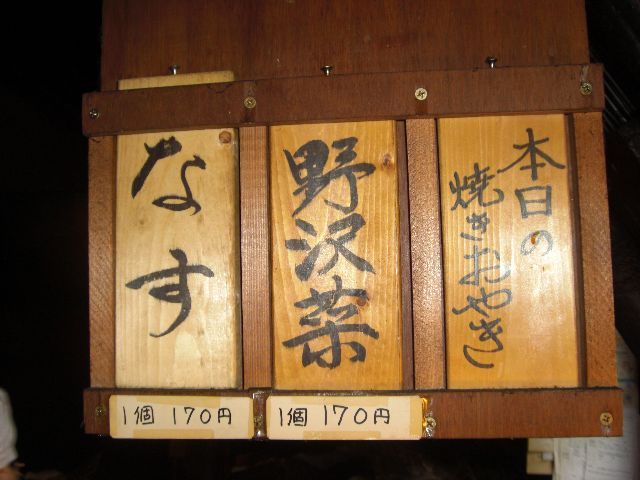 本日の
焼きおやき
野沢菜
なす
1個 170円
1個 170円